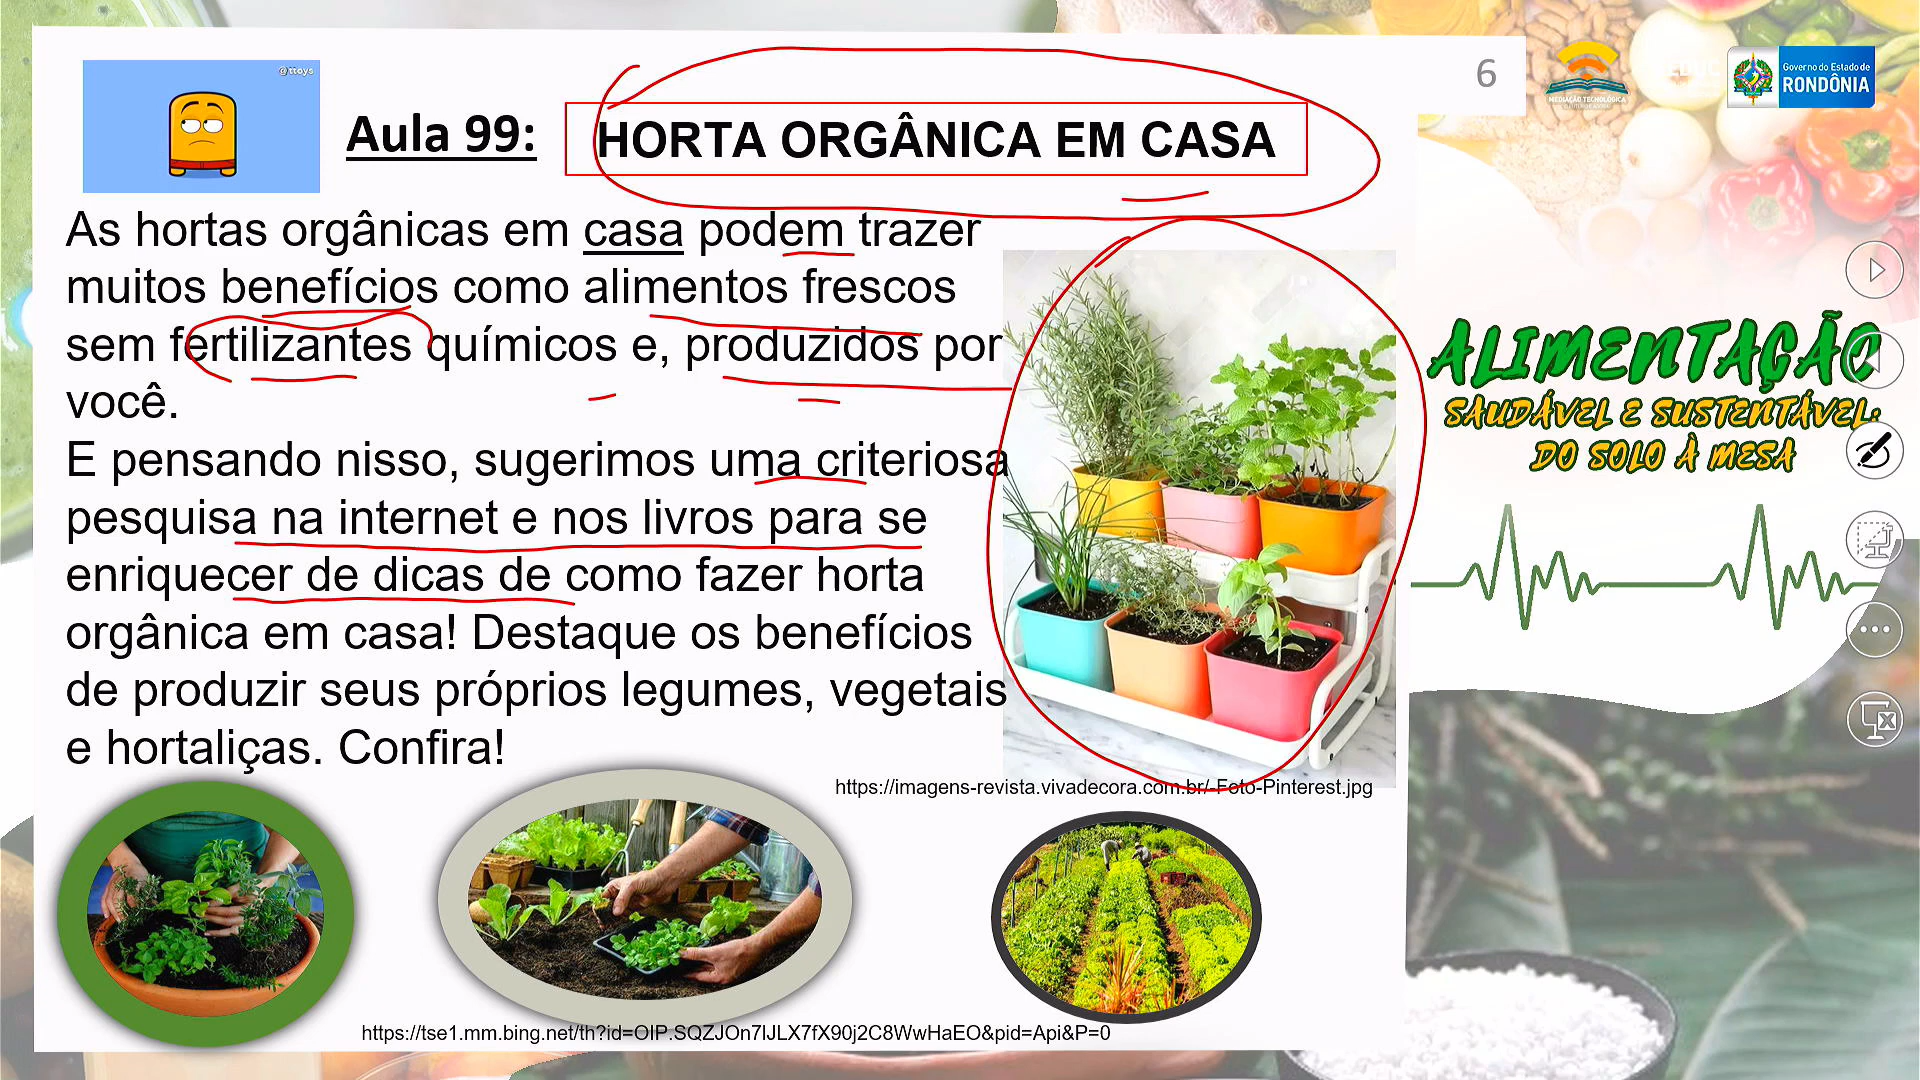 @ttoys
Aula 99:
HORTA ORGÂNICA EM CASA
6
MEDIAÇÃO TECNOLÓGICA
Governo do Estado de
RONDÔNIA
As hortas orgânicas em casa podem trazer
muitos benefícios como alimentos frescos
sem fertilizantes químicos e, produzidos por
você.
E pensando nisso, sugerimos uma criteriosa
pesquisa na internet e nos livros para se
enriquecer de dicas de como fazer horta
orgânica em casa! Destaque os benefícios
de produzir seus próprios legumes, vegetais
e hortaliças. Confira!
ALIMENTAÇÃO
SAUDÁVEL E SUSTENTÁVEL:
DO SOLO À MESA
https://imagens-revista.vivadecora.com.br/-Foto-Pinterest.jpg
https://tse1.mm.bing.net/th?id=OIP.SQZJOn7IJLX7fX90j2C8WwHaEO&pid=Api&P=0